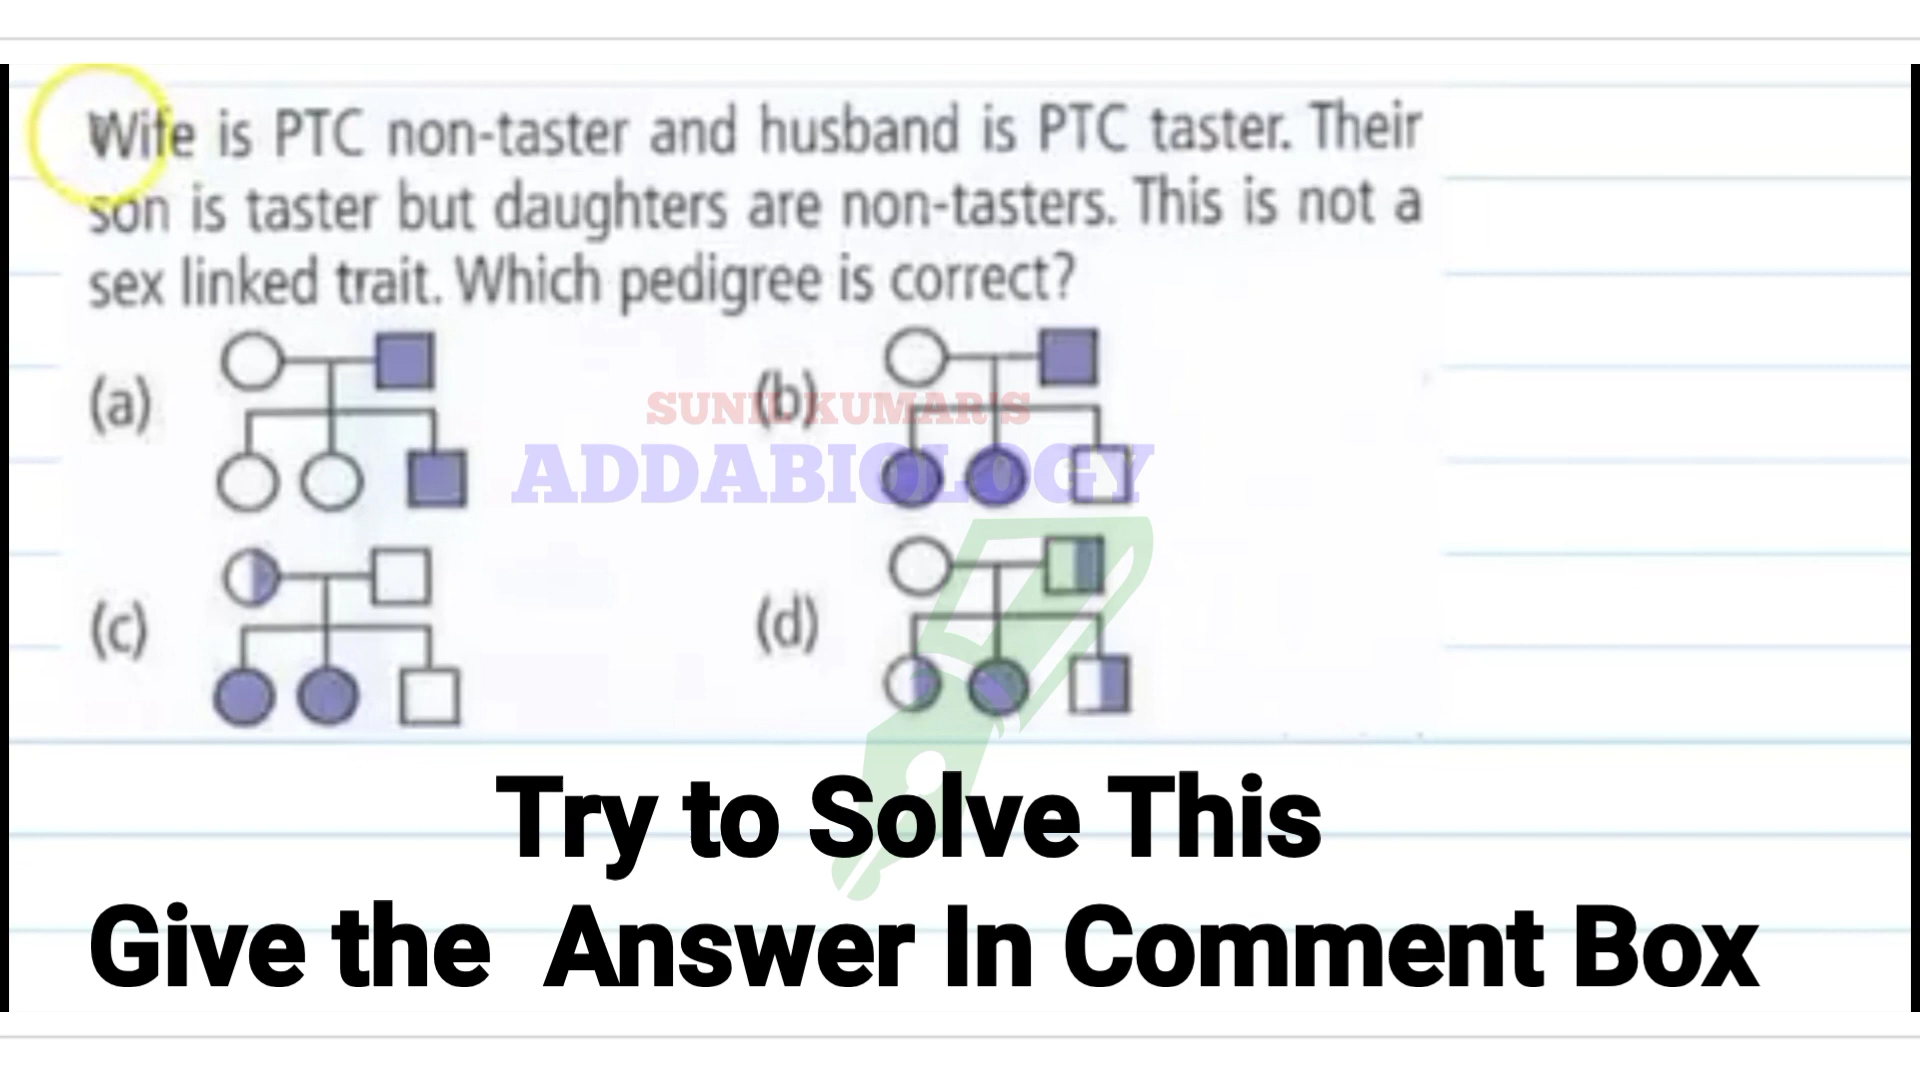 Wife is PTC non-taster and husband is PTC taster. Their
son is taster but daughters are non-tasters. This is not a
sex linked trait. Which pedigree is correct?
(a)
(b)
SUNIL KUMAR'S
ADDABIOLOGY
(c)
(d)
Try to Solve This
Give the Answer In Comment Box